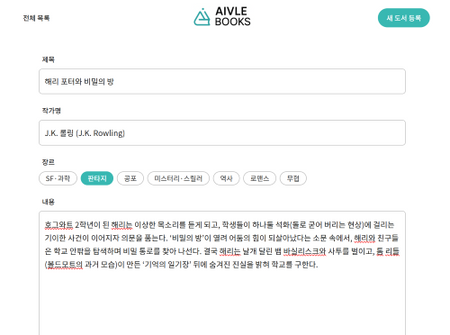 전체 목록
AIVLE
BOOKS
새 도서 등록
제목
해리 포터와 비밀의 방
작가명
J.K. 롤링 (J.K. Rowling)
장르
SF·과학 판타지 공포 미스터리·스릴러 역사 로맨스 무협
내용
호그와트 2학년이 된 해리는 이상한 목소리를 듣게 되고, 학생들이 하나둘 석화(돌로 굳어 버리는 현상)에 걸리는
기이한 사건이 이어지자 의문을 품는다. '비밀의 방'이 열려 어둠의 힘이 되살아났다는 소문 속에서, 해리와 친구들
은 학교 안팎을 탐색하며 비밀 통로를 찾아 나선다. 결국 해리는 날개 달린 뱀 바실리스크와 사투를 벌이고, 톰 리들
(볼드모트의 과거 모습)이 만든 '기억의 일기장' 뒤에 숨겨진 진실을 밝혀 학교를 구한다.